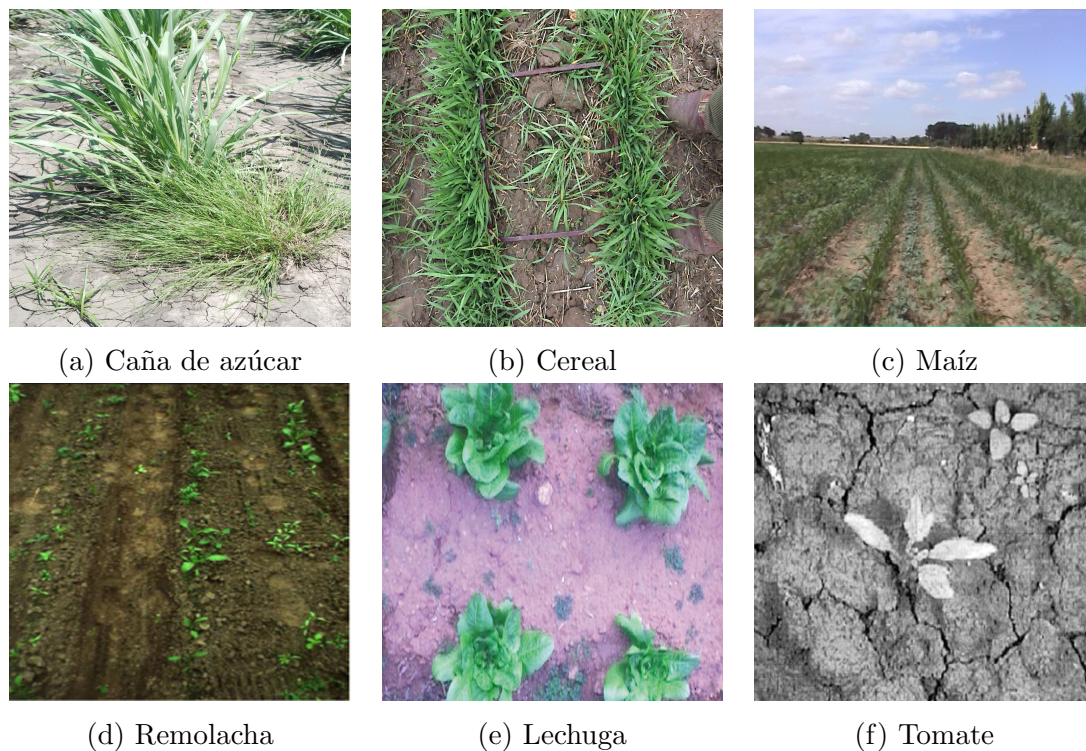 (a) Caña de azúcar
(b) Cereal
(c) Maíz
(d) Remolacha
(e) Lechuga
(f) Tomate